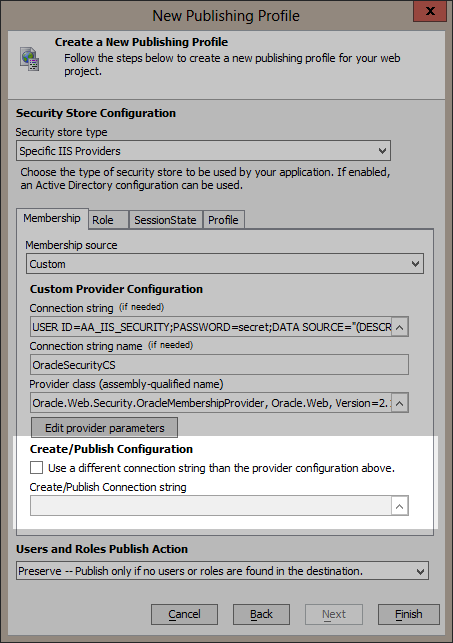 New Publishing Profile
X
Create a New Publishing Profile
Follow the steps below to create a new publishing profile for your web
project.
Security Store Configuration
Security store type
Specific IIS Providers
Choose the type of security store to be used by your application. If enabled,
an Active Directory configuration can be used.
Membership Role SessionState Profile
Membership source
Custom
Custom Provider Configuration
Connection string (if needed)
USER ID=AA_IIS_SECURITY;PASSWORD=secret;DATA SOURCE="(DESCR
Connection string name (if needed)
OracleSecurityCS
Provider class (assembly-qualified name)
Oracle.Web.Security.OracleMembershipProvider, Oracle.Web, Version=2.
Edit provider parameters
Create/Publish Configuration
Use a different connection string than the provider configuration above.
Create/Publish Connection string
Users and Roles Publish Action
Preserve -- Publish only if no users or roles are found in the destination.
Cancel Back Next Finish